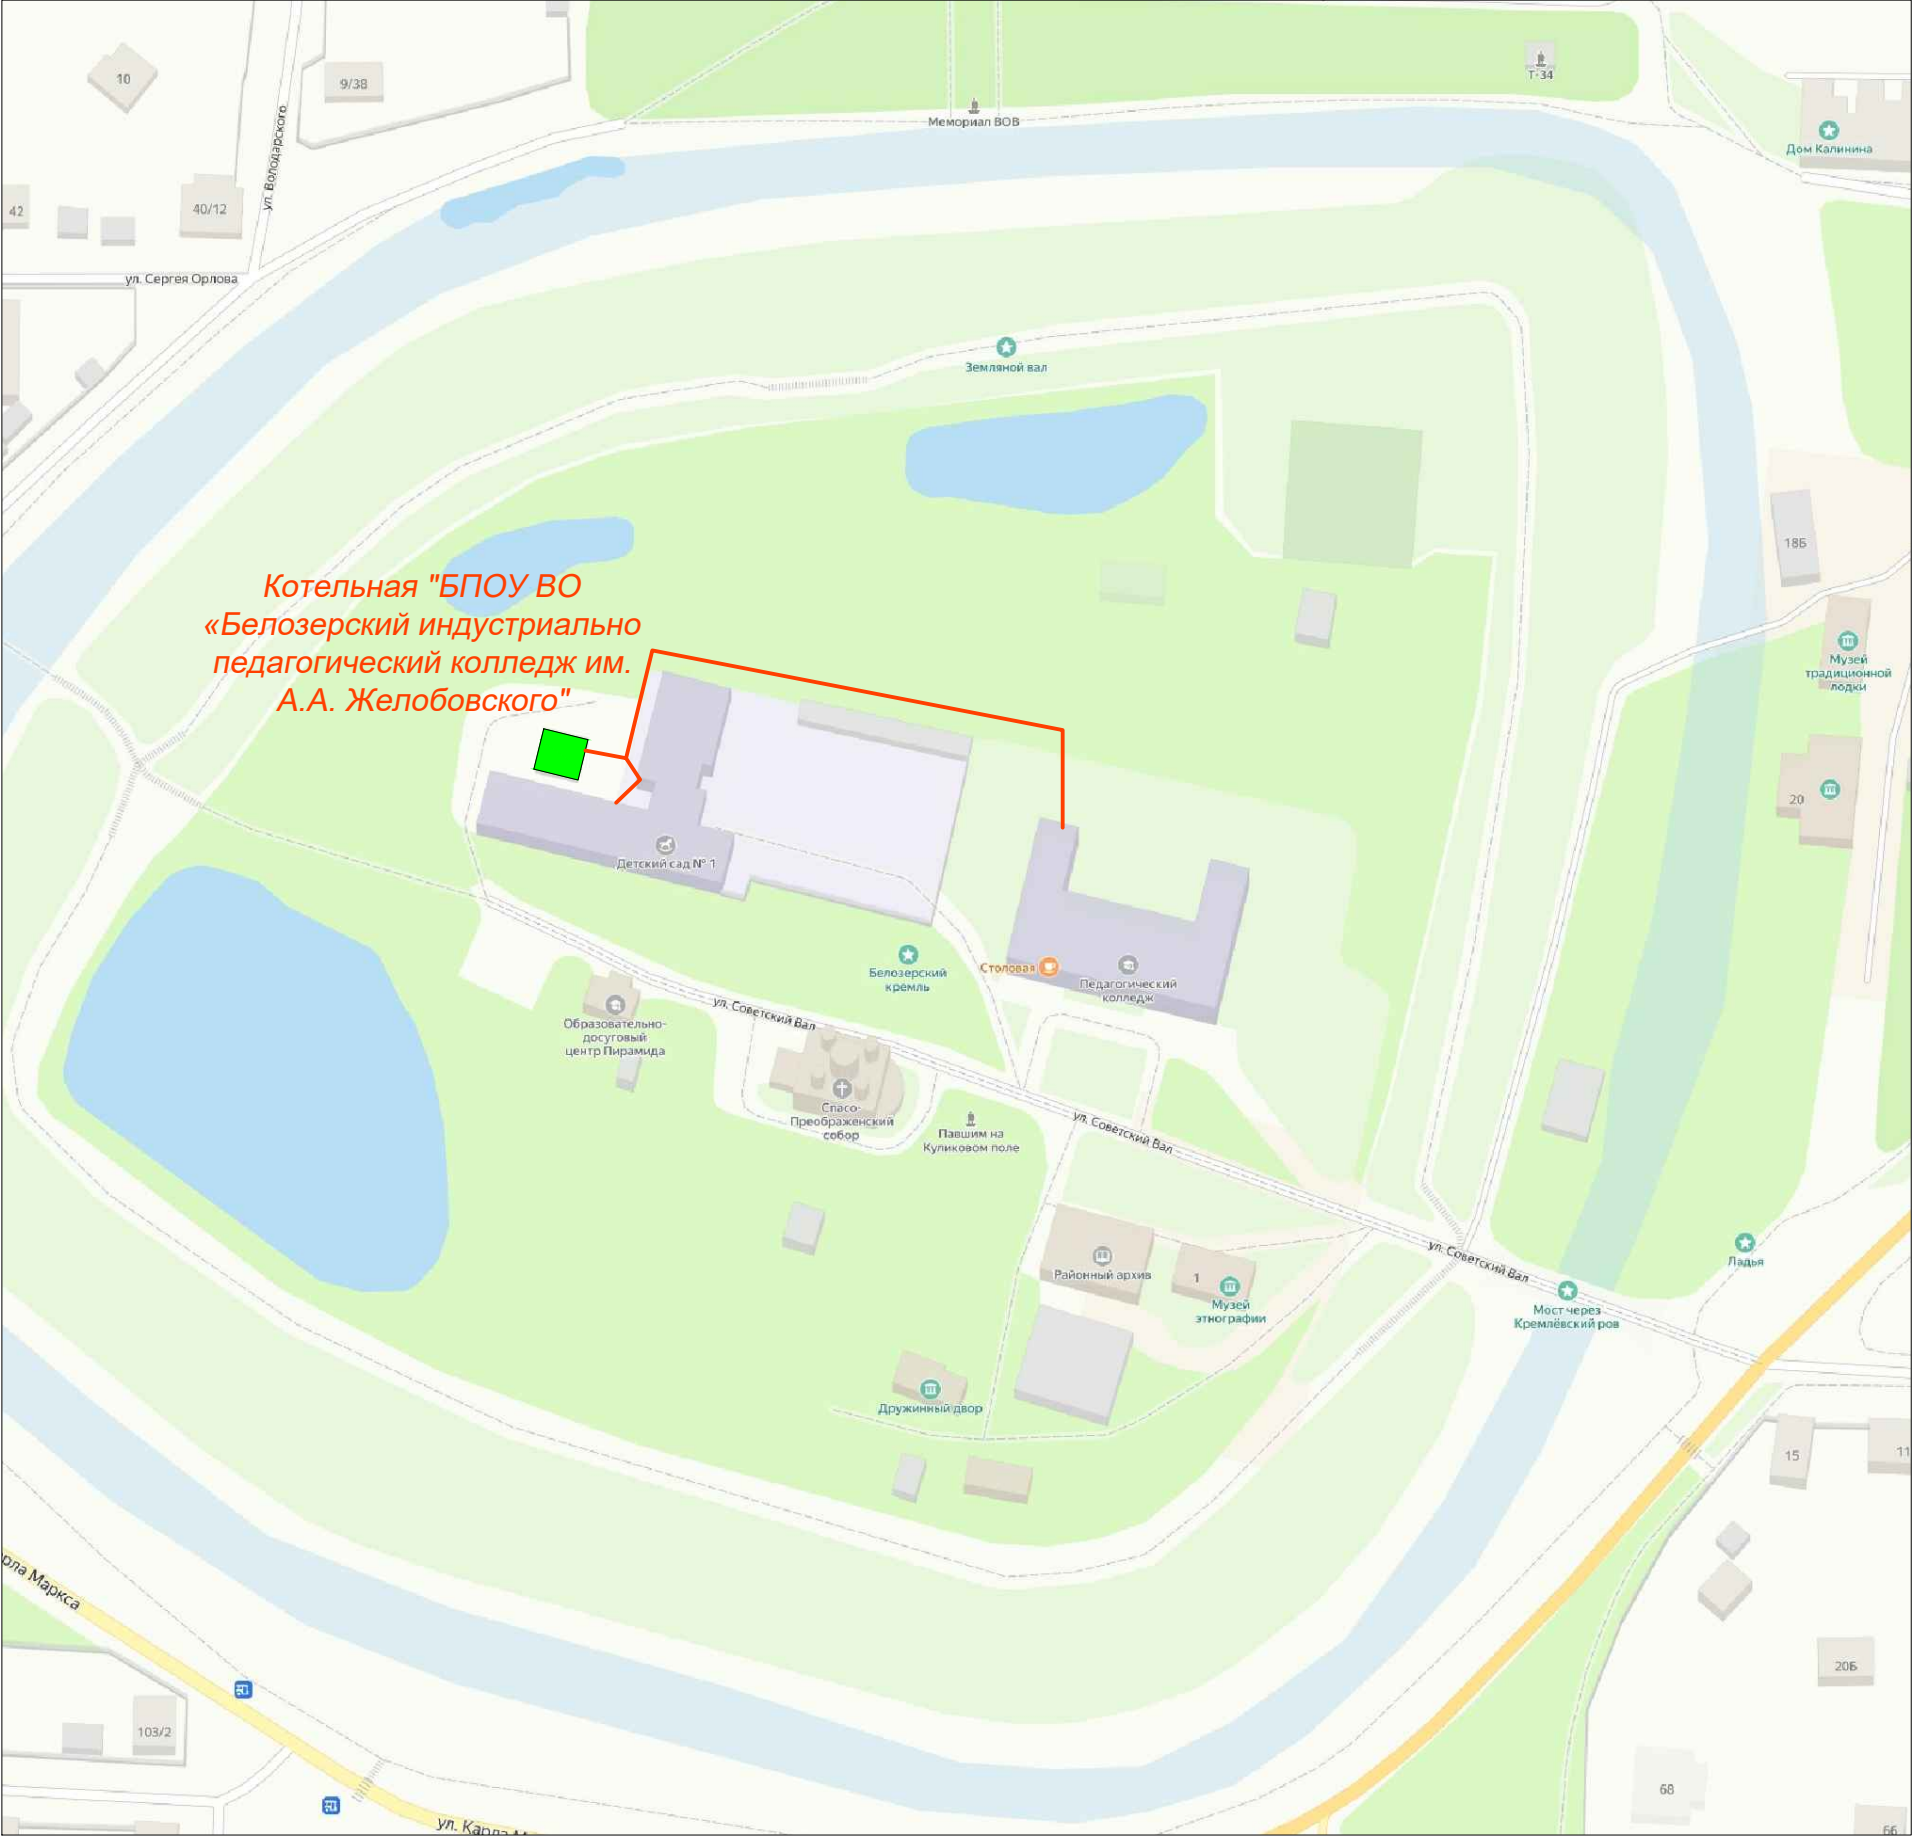 10
9/38
ул. Володарского
Мемориал ВОВ
Т-34
Дом Калинина
42
40/12
ул. Сергея Орлова
Земляной вал
18Б
Котельная "БПОУ ВО
«Белозерский индустриально
педагогический колледж им.
А.А. Желобовского"
Музей
традиционной
лодки
20
Детский сад № 1
Белозерский
кремль
Столовая
Педагогический
колледж
ул. Советский Вал
Образовательно-
досуговый
центр Пирамида
Спасо-
Преображенский
собор
Павшим на
Куликовом поле
ул. Советский Вал
Районный архив
1
Музей
этнографии
ул. Советский Вал
Ладья
Мост через
Кремлёвский ров
Дружинный двор
15
11
рла Маркса
20Б
103/2
68
ул. Карла М
66